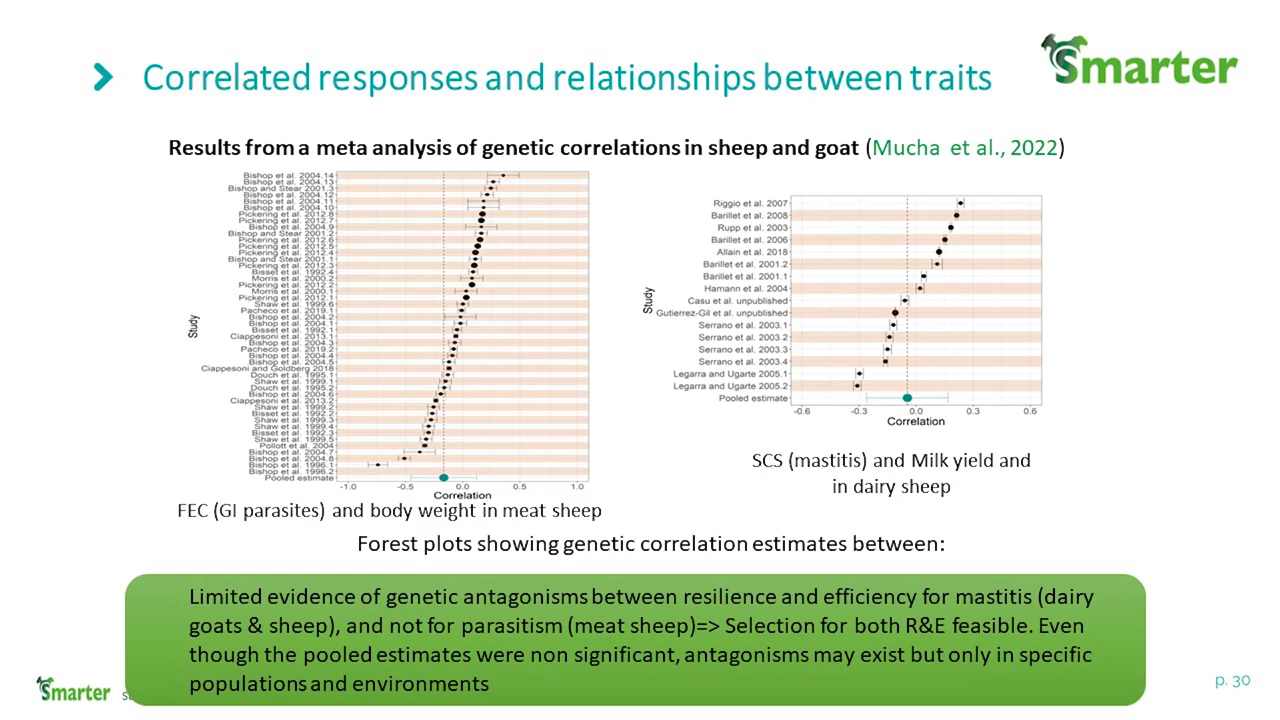 Correlated responses and relationships between traits
Smarter
Results from a meta analysis of genetic correlations in sheep and goat (Mucha et al., 2022)
Bishop et al. 2004.14
Bishop et al. 2004.13
Bishop and Stear 2001.3
Bishop et al. 2004.12
Bishop et al. 2004.11
Bishop et al. 2004.10
Pickering et al. 2012.8
Pickering et al. 2012.7
Bishop et al. 2004.9
Bishop and Stear 2001.2
Pickering et al. 2012.6
Pickering et al. 2012.5
Pickering et al. 2012.4
Bishop and Stear 2001.1
Pickering et al. 2012.3
Bisset et al. 1992.4
Morris et al. 2000.2
Pickering et al. 2012.2
Morris et al. 2000.1
Pickering et al. 2012.1
Shaw et al. 1999.6
Pacheco et al. 2019.1
Bishop et al. 2004.2
Bishop et al. 2004.1
Bisset et al. 1992.1
Ciappesoni et al. 2013.1
Bishop et al. 2004.3
Pacheco et al. 2019.2
Bishop et al. 2004.4
Bishop et al. 2004.5
Ciappesoni and Goldberg 2018
Douch et al. 1995.1
Shaw et al. 1999.1
Douch et al. 1995.2
Bishop et al. 2004.6
Ciappesoni et al. 2013.2
Shaw et al. 1999.2
Bisset et al. 1992.2
Shaw et al. 1999.3
Shaw et al. 1999.4
Bisset et al. 1992.3
Shaw et al. 1999.5
Pollott et al. 2004
Bishop et al. 2004.7
Bishop et al. 2004.8
Bishop et al. 1996.1
Bishop et al. 1996.2
Pooled estimate
Study
-1.0 -0.5 0.0 0.5 1.0
Correlation
FEC (GI parasites) and body weight in meat sheep
Riggio et al. 2007
Barillet et al. 2008
Rupp et al. 2003
Barillet et al. 2006
Allain et al. 2018
Barillet et al. 2001.2
Barillet et al. 2001.1
Hamann et al. 2004
Casu et al. unpublished
Gutierrez-Gil et al. unpublished
Serrano et al. 2003.1
Serrano et al. 2003.2
Serrano et al. 2003.3
Serrano et al. 2003.4
Legarra and Ugarte 2005.1
Legarra and Ugarte 2005.2
Pooled estimate
Study
-0.6 -0.3 0.0 0.3 0.6
Correlation
SCS (mastitis) and Milk yield and
in dairy sheep
Forest plots showing genetic correlation estimates between:
Limited evidence of genetic antagonisms between resilience and efficiency for mastitis (dairy
goats & sheep), and not for parasitism (meat sheep)=> Selection for both R&E feasible. Even
though the pooled estimates were non significant, antagonisms may exist but only in specific
populations and environments
Smarter
p. 30